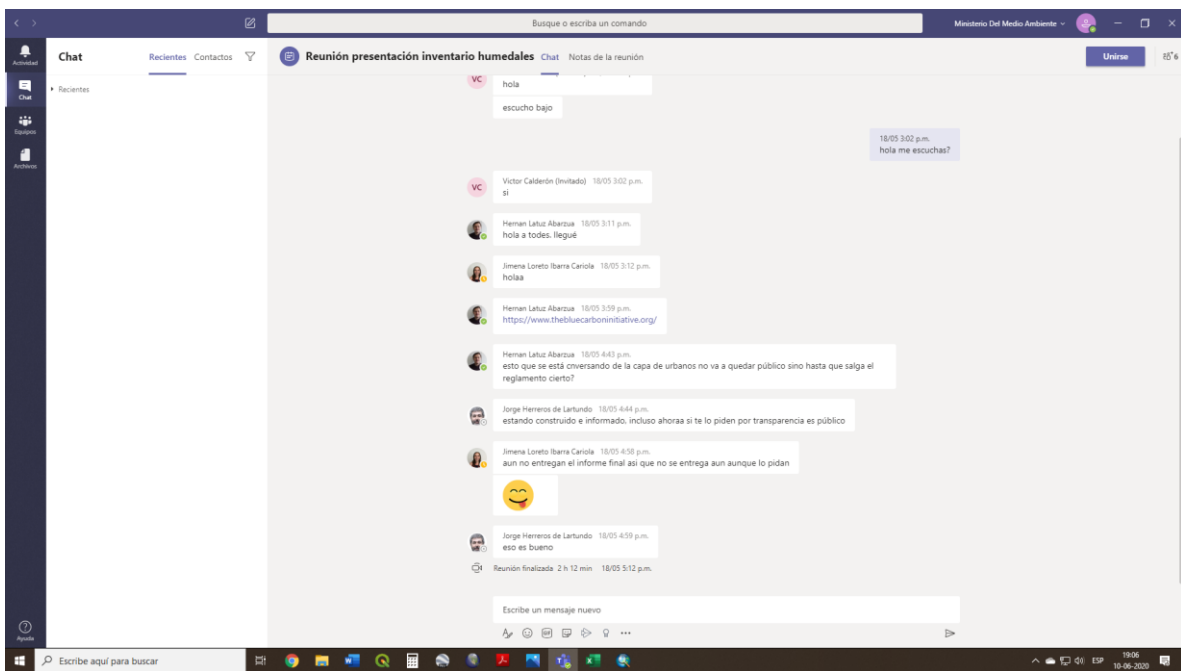 Busque o escriba un comando
Ministerio Del Medio Ambiente
Actividad
Chat
Equipos
Archivos
Ayuda
Chat
Recientes Contactos
Recientes
Reunión presentación inventario humedales Chat Notas de la reunión
Unirse
6
VC
hola
escucho bajo
18/05 3:02 p.m.
hola me escuchas?
VC
Victor Calderón (Invitado) 18/05 3:02 p.m.
si
Hernan Latuz Abarzua 18/05 3:11 p.m.
hola a todes. llegué
Jimena Loreto Ibarra Cariola 18/05 3:12 p.m.
holaa
Hernan Latuz Abarzua 18/05 3:59 p.m.
https://www.thebluecarboninitiative.org/
Hernan Latuz Abarzua 18/05 4:43 p.m.
esto que se está cnversando de la capa de urbanos no va a quedar público sino hasta que salga el
reglamento cierto?
Jorge Herreros de Lartundo 18/05 4:44 p.m.
estando construido e informado, incluso ahoraa si te lo piden por transparencia es público
Jimena Loreto Ibarra Cariola 18/05 4:58 p.m.
aun no entregan el informe final asi que no se entrega aun aunque lo pidan
Jorge Herreros de Lartundo 18/05 4:59 p.m.
eso es bueno
Reunión finalizada 2 h 12 min 18/05 5:12 p.m.
Escribe un mensaje nuevo
GIF
Escribe aquí para buscar
ESP
19:06
10-06-2020